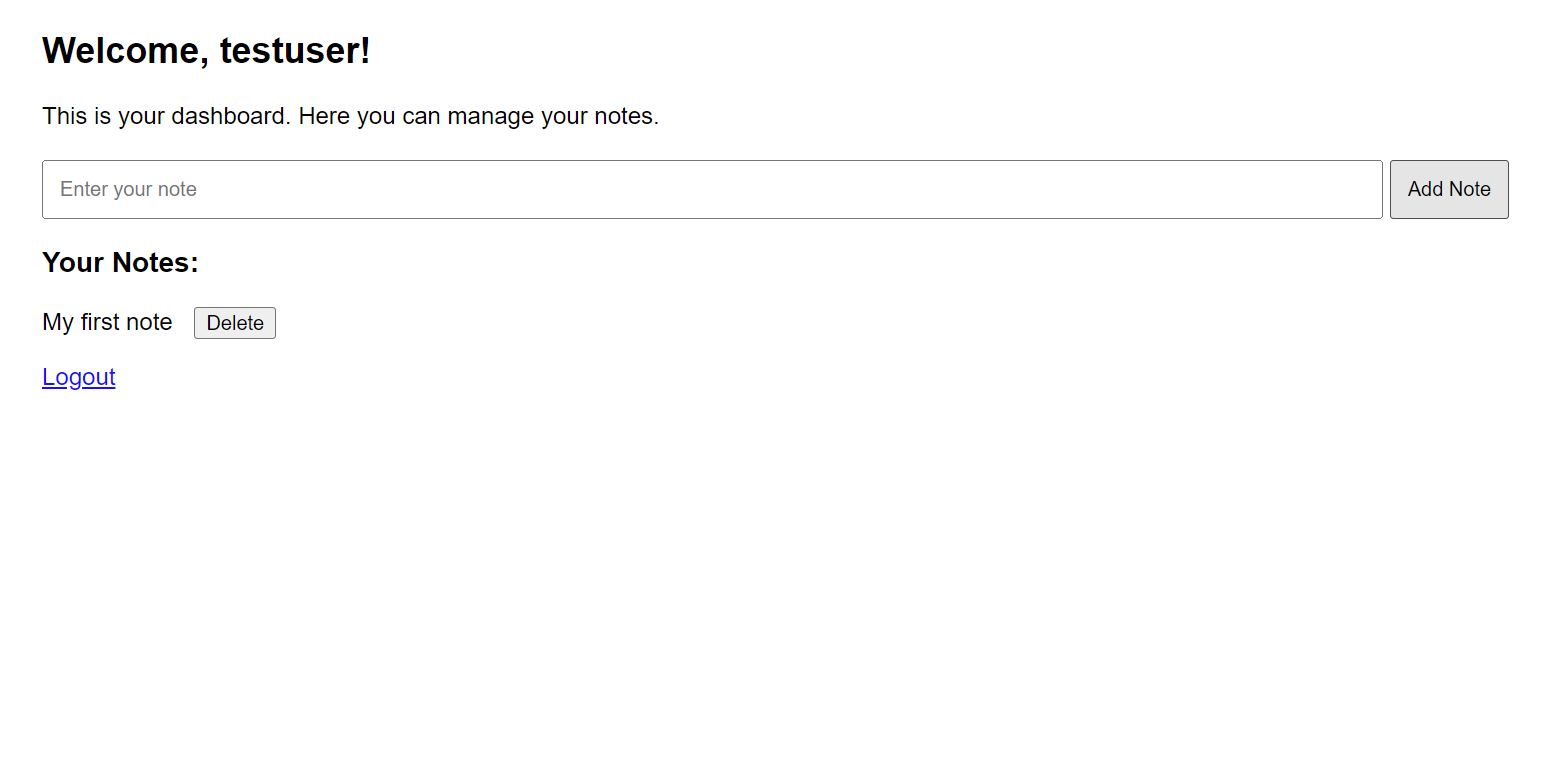 Welcome, testuser!
This is your dashboard. Here you can manage your notes.
Enter your note Add Note
Your Notes:
My first note Delete
Logout